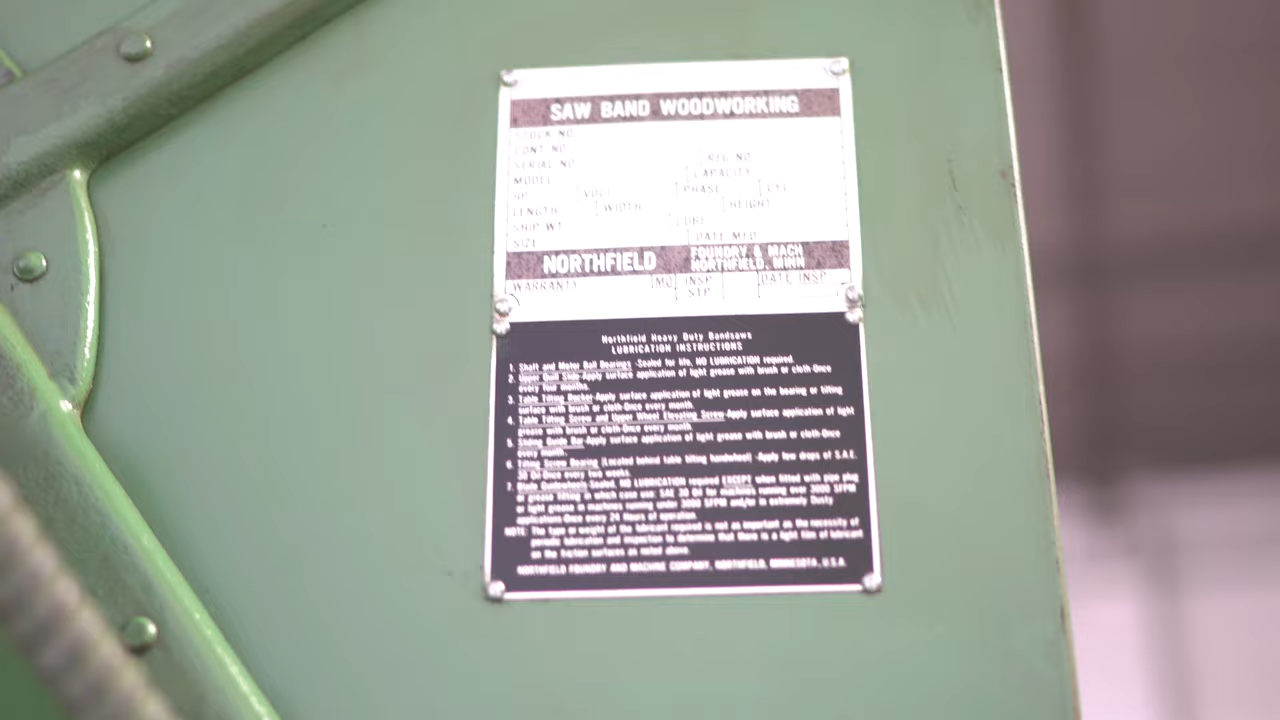 SAW BAND WOODWORKING
STOCK NO.
CONT. NO.
SERIAL NO. REG. NO.
MODEL CAPACITY
HP. VOLT PHASE CYL
LENGTH WIDTH HEIGHT
SHIP WT. CUBE
SIZE DATE MFD
NORTHFIELD FOUNDRY & MACH
NORTHFIELD, MINN
WARRANTY MO INSP DATE INSP
STP
Northfield Heavy Duty Bandsaws
LUBRICATION INSTRUCTIONS
1. Shaft and Motor Ball Bearings -Sealed for life, NO LUBRICATION required.
2. Upper Quill Slide-Apply surface application of light grease with brush or cloth-Once
every four months.
3. Table Tilting Rocker-Apply surface application of light grease on the bearing or tilting
surface with brush or cloth-Once every month.
4. Table Tilting Screw and Upper Wheel Elevating Screw-Apply surface application of light
grease with brush or cloth-Once every month.
5. Sliding Guide Bar-Apply surface application of light grease with brush or cloth-Once
every month.
6. Tilting Screw Bearing (Located behind table tilting handwheel) -Apply few drops of S.A.E.
30 Oil-Once every two weeks.
7. Blade Guidewheels-Sealed, NO LUBRICATION required EXCEPT when fitted with pipe plug
or grease fitting in which case use: SAE 30 Oil for machines running over 3000 SFPM
or light grease in machines running under 3000 SFPM and/or in extremely Dusty
applications-Once every 24 Hours of operation.
NOTE: The type or weight of the lubricant required is not as important as the necessity of
periodic lubrication and inspection to determine that there is a light film of lubricant
on the friction surfaces as noted above.
NORTHFIELD FOUNDRY AND MACHINE COMPANY, NORTHFIELD, MINNESOTA, U.S.A.